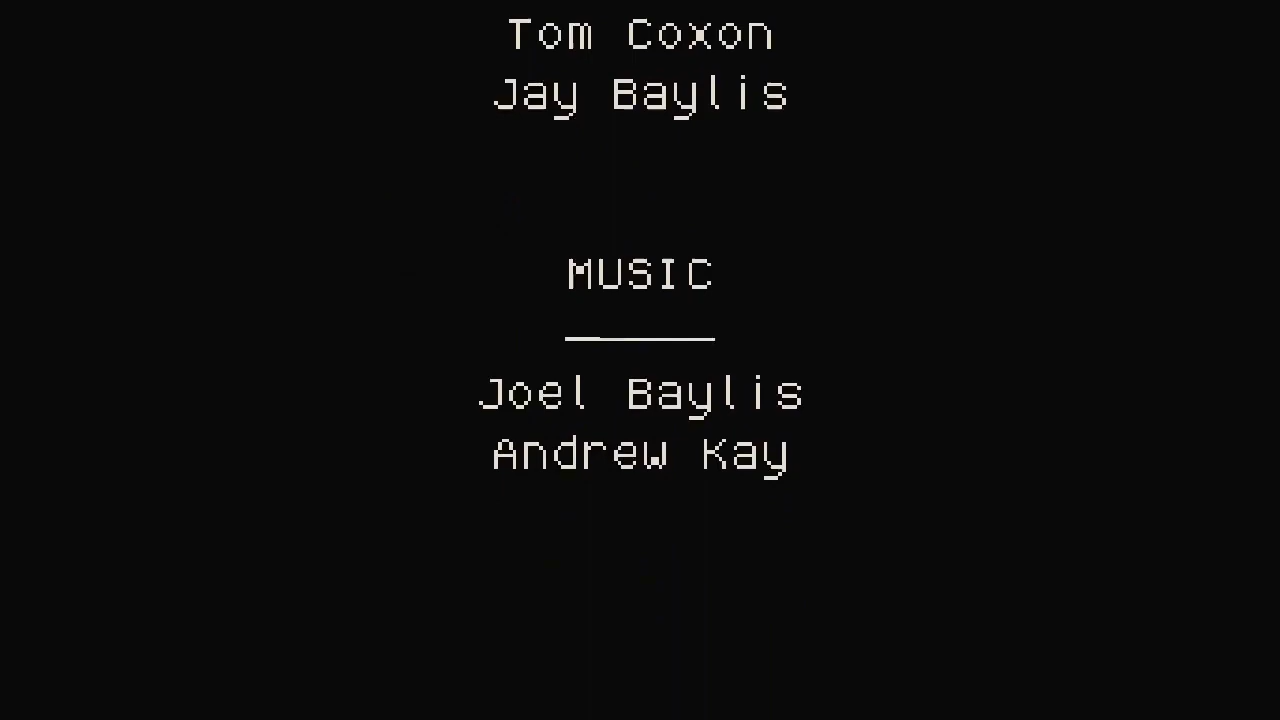 Tom Coxon
Jay Baylis
MUSIC
Joel Baylis
Andrew Kay